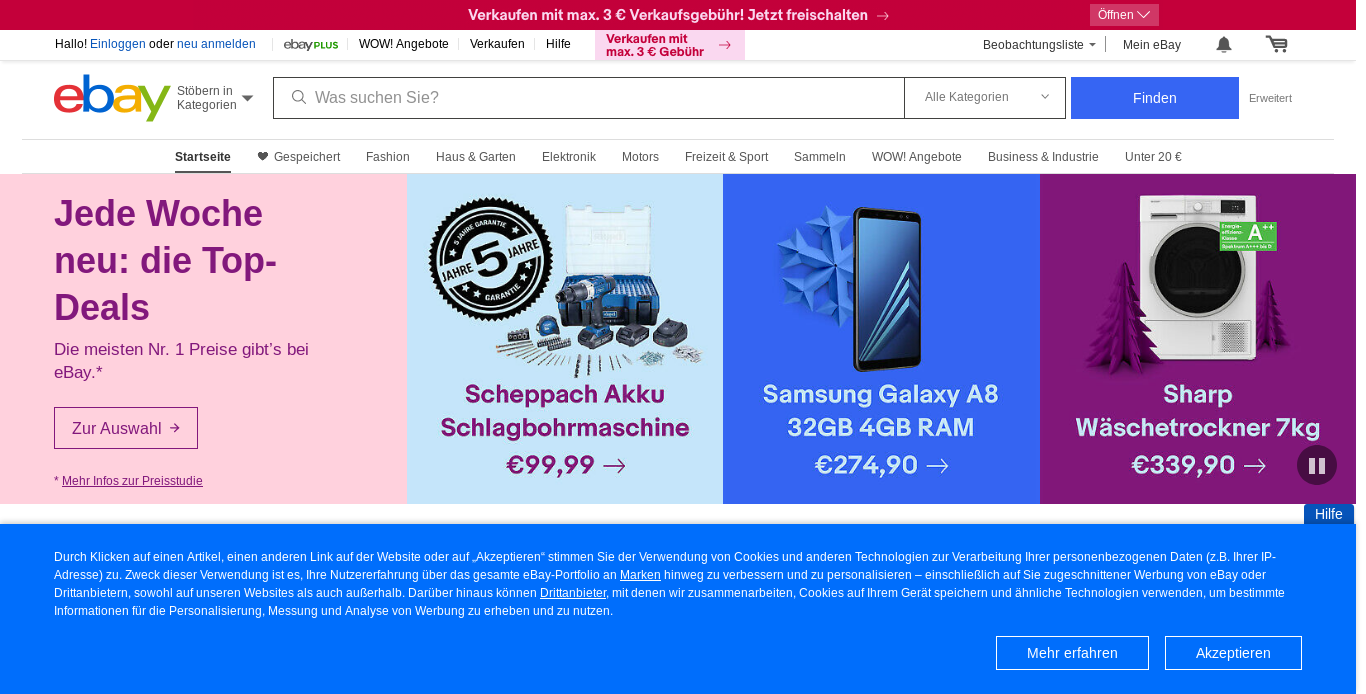 Verkaufen mit max. 3 € Verkaufsgebühr! Jetzt freischalten
Öffnen
Hallo! Einloggen oder neu anmelden
ebay PLUS
WOW! Angebote
Verkaufen
Hilfe
Verkaufen mit
max. 3 € Gebühr
Beobachtungsliste
Mein eBay
ebay
Stöbern in
Kategorien
Was suchen Sie?
Alle Kategorien
Finden
Erweitert
Startseite
Gespeichert
Fashion
Haus & Garten
Elektronik
Motors
Freizeit & Sport
Sammeln
WOW! Angebote
Business & Industrie
Unter 20 €
Jede Woche
neu: die Top-
Deals
Die meisten Nr. 1 Preise gibt’s bei
eBay.*
Zur Auswahl
* Mehr Infos zur Preisstudie
5 JAHRE GARANTIE
JAHRE 5 JAHRE
GARANTIE
Scheppach Akku
Schlagbohrmaschine
€99,99
Samsung Galaxy A8
32GB 4GB RAM
€274,90
Energie-
effizienz-
Klasse
A++
Spektrum A+++ bis D
Sharp
Wäschetrockner 7kg
€339,90
Hilfe
Durch Klicken auf einen Artikel, einen anderen Link auf der Website oder auf „Akzeptieren“ stimmen Sie der Verwendung von Cookies und anderen Technologien zur Verarbeitung Ihrer personenbezogenen Daten (z.B. Ihrer IP-
Adresse) zu. Zweck dieser Verwendung ist es, Ihre Nutzererfahrung über das gesamte eBay-Portfolio an Marken hinweg zu verbessern und zu personalisieren – einschließlich auf Sie zugeschnittener Werbung von eBay oder
Drittanbietern, sowohl auf unseren Websites als auch außerhalb. Darüber hinaus können Drittanbieter, mit denen wir zusammenarbeiten, Cookies auf Ihrem Gerät speichern und ähnliche Technologien verwenden, um bestimmte
Informationen für die Personalisierung, Messung und Analyse von Werbung zu erheben und zu nutzen.
Mehr erfahren
Akzeptieren